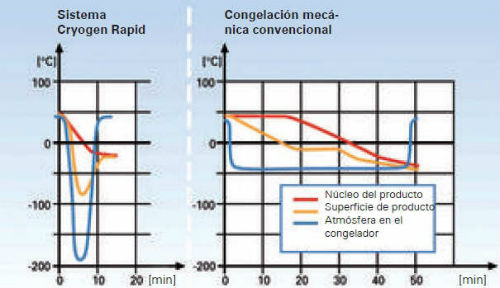 Sistema
Cryogen Rapid
Congelación mecá-
nica convencional
[°C]
100
0
-100
-200
0 10 20 [min]
[°C]
100
0
-100
-200
0 10 20 30 40 50 [min]
Núcleo del producto
Superficie de producto
Atmósfera en el
congelador